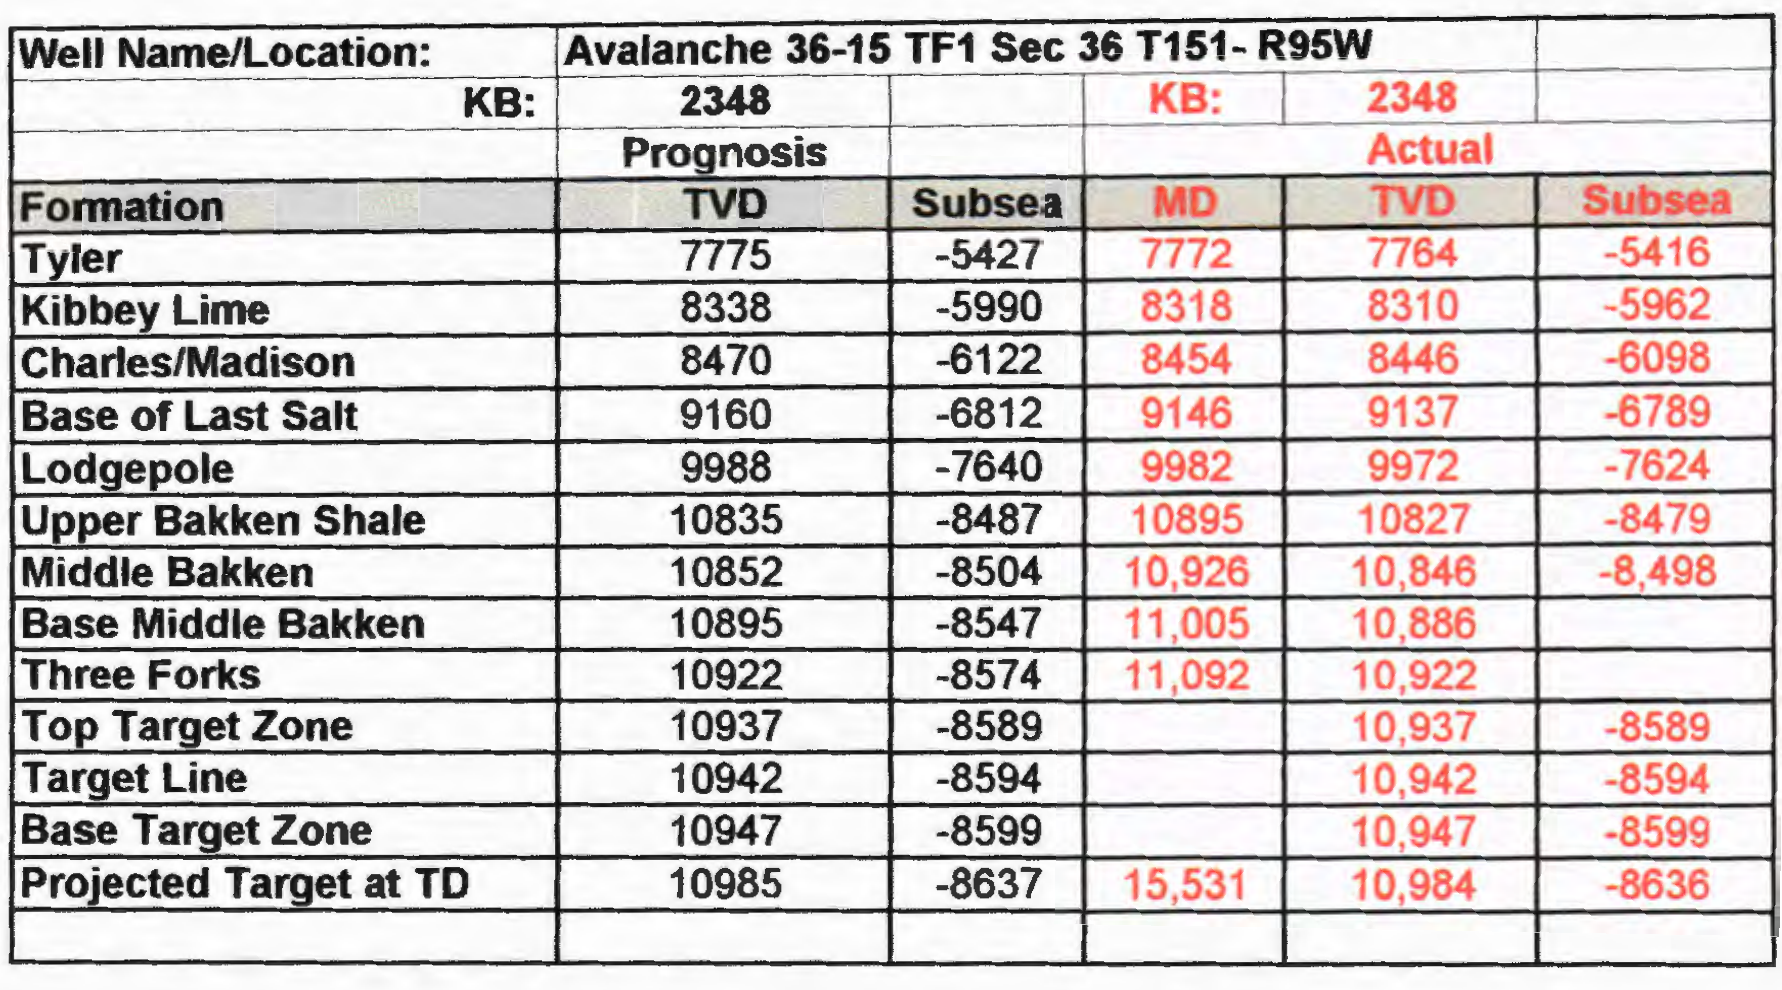 Well Name/Location: Avalanche 36-15 TF1 Sec 36 T151- R95W
KB: 2348 KB: 2348
Prognosis Actual
Formation TVD Subsea MD TVD Subsea
Tyler 7775 -5427 7772 7764 -5416
Kibbey Lime 8338 -5990 8318 8310 -5962
Charles/Madison 8470 -6122 8454 8446 -6098
Base of Last Salt 9160 -6812 9146 9137 -6789
Lodgepole 9988 -7640 9982 9972 -7624
Upper Bakken Shale 10835 -8487 10895 10827 -8479
Middle Bakken 10852 -8504 10,926 10,846 -8,498
Base Middle Bakken 10895 -8547 11,005 10,886
Three Forks 10922 -8574 11,092 10,922
Top Target Zone 10937 -8589 10,937 -8589
Target Line 10942 -8594 10,942 -8594
Base Target Zone 10947 -8599 10,947 -8599
Projected Target at TD 10985 -8637 15,531 10,984 -8636